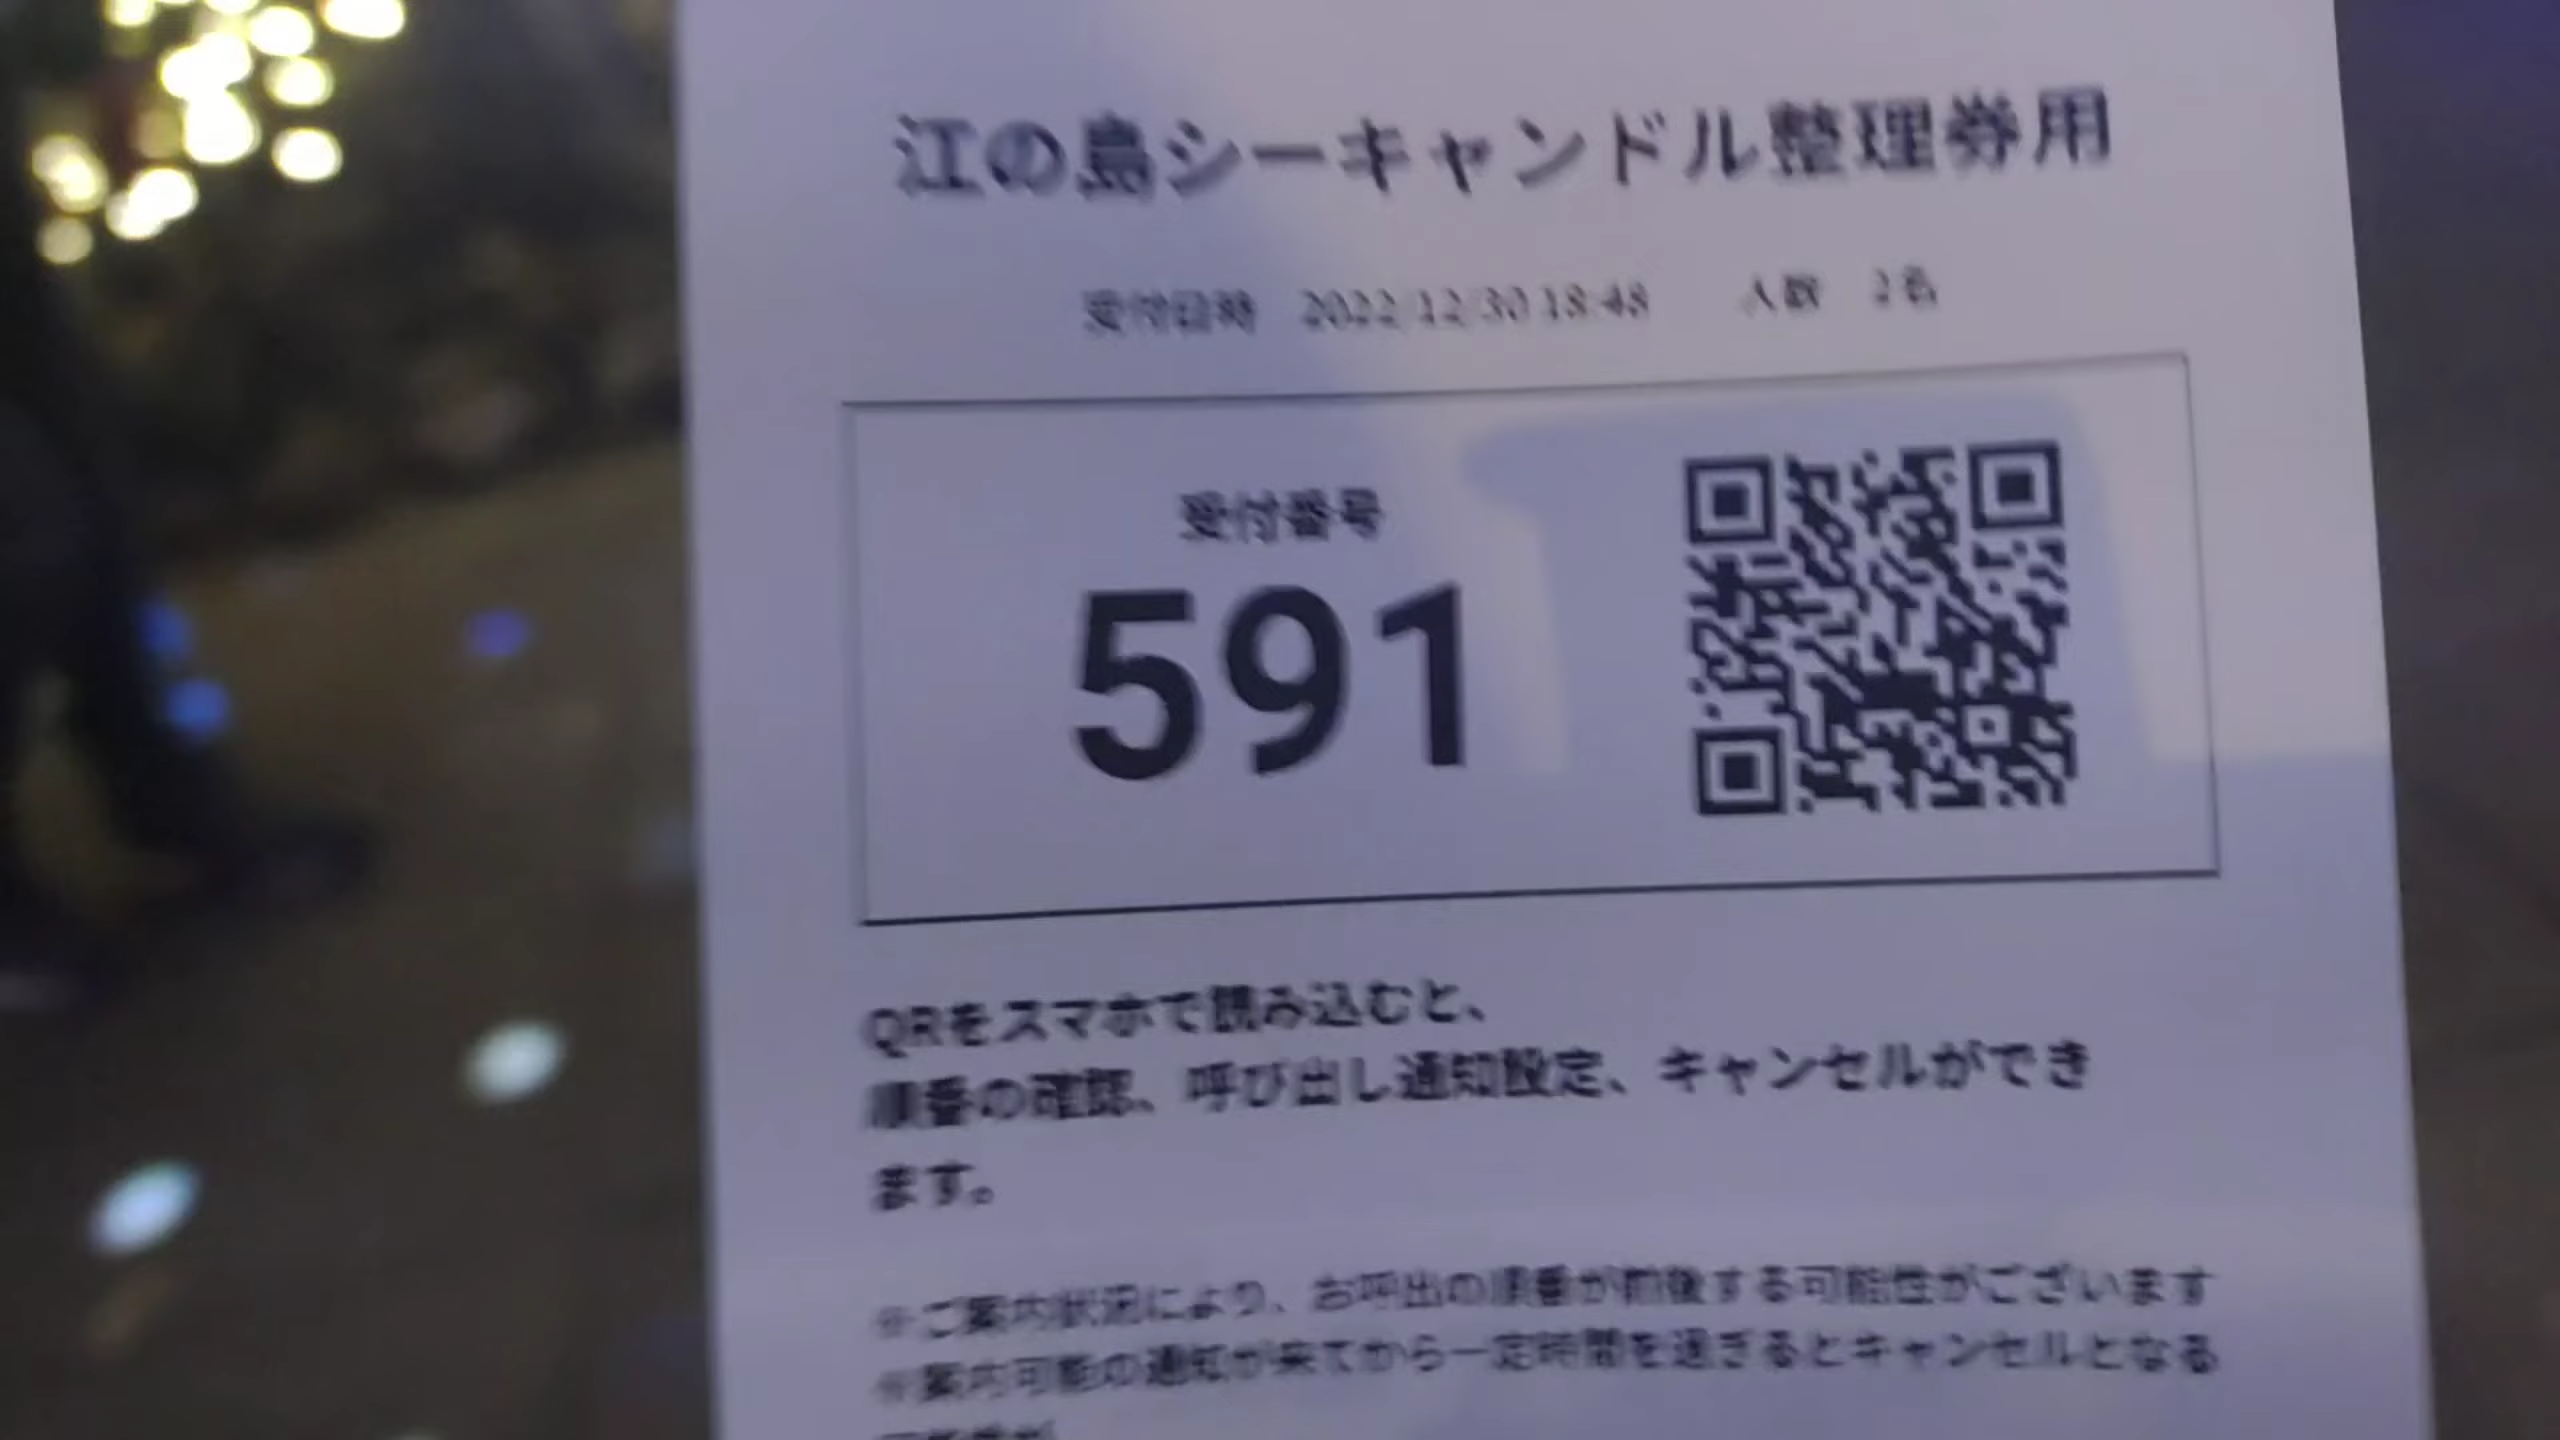 江の島シーキャンドル整理券用
受付日時 2022/12/30 18:48 人数 2名
受付番号
591
QRをスマホで読み込むと、
順番の確認、呼び出し通知設定、キャンセルができ
ます。
※ご案内状況により、お呼出の順番が前後する可能性がございます
※案内可能の通知が来てから一定時間を過ぎるとキャンセルとなる